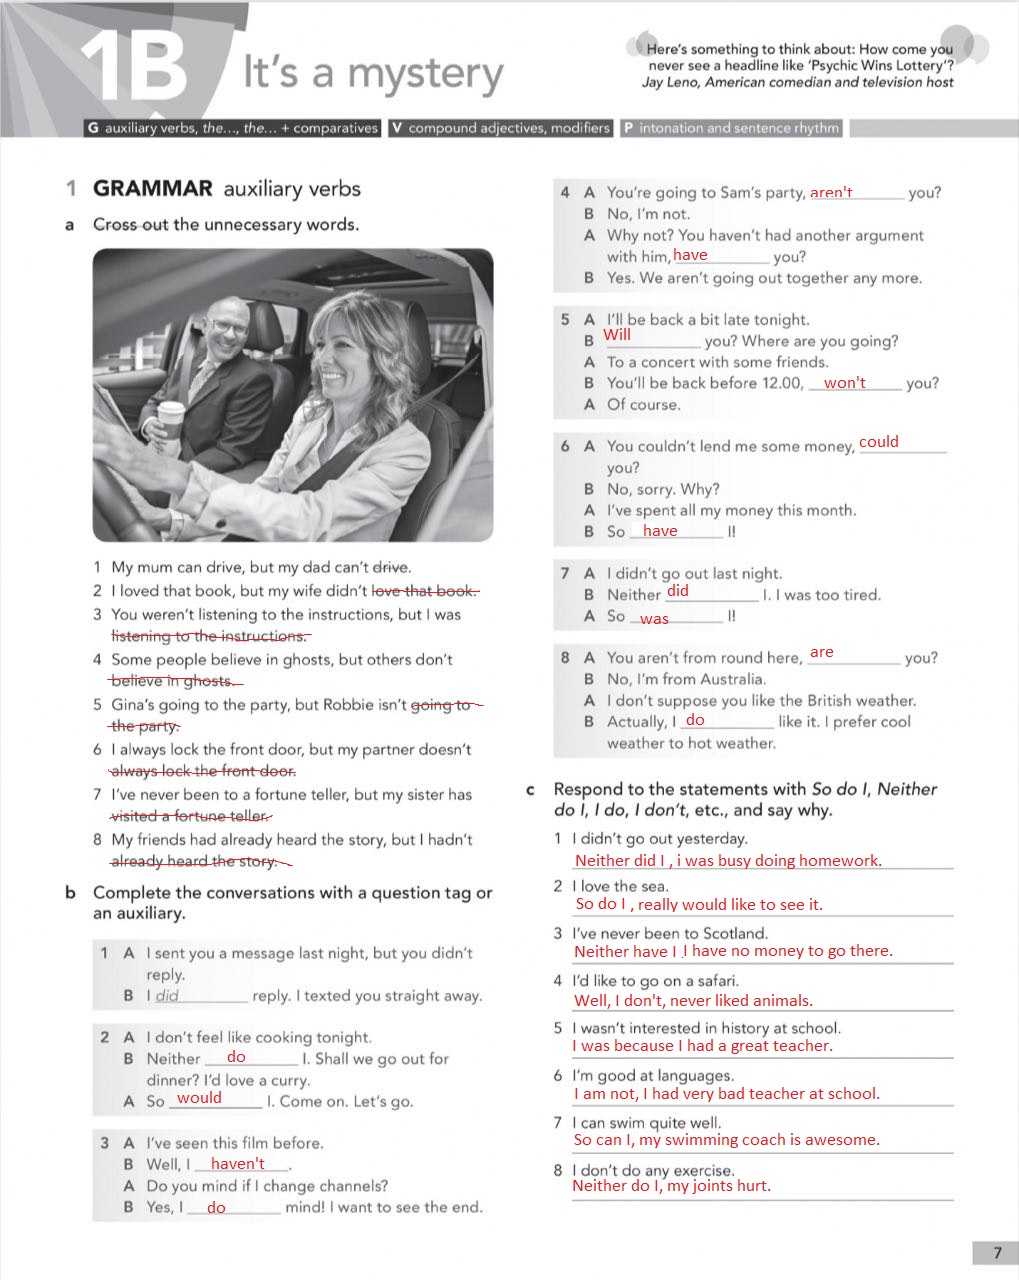 1B It's a mystery
Here's something to think about: How come you
never see a headline like 'Psychic Wins Lottery'?
Jay Leno, American comedian and television host
G auxiliary verbs, the..., the... + comparatives V compound adjectives, modifiers P intonation and sentence rhythm
1 GRAMMAR auxiliary verbs
a Cross out the unnecessary words.
1 My mum can drive, but my dad can't drive.
2 I loved that book, but my wife didn't love that book.
3 You weren't listening to the instructions, but I was
listening to the instructions.
4 Some people believe in ghosts, but others don't
believe in ghosts.
5 Gina's going to the party, but Robbie isn't going to
the party.
6 I always lock the front door, but my partner doesn't
always lock the front door.
7 I've never been to a fortune teller, but my sister has
visited a fortune teller.
8 My friends had already heard the story, but I hadn't
already heard the story.
b Complete the conversations with a question tag or
an auxiliary.
1 A I sent you a message last night, but you didn't
reply.
B I did reply. I texted you straight away.
2 A I don't feel like cooking tonight.
B Neither do I. Shall we go out for
dinner? I'd love a curry.
A So would I. Come on. Let's go.
3 A I've seen this film before.
B Well, I haven't.
A Do you mind if I change channels?
B Yes, I do mind! I want to see the end.
4 A You're going to Sam's party, aren't you?
B No, I'm not.
A Why not? You haven't had another argument
with him, have you?
B Yes. We aren't going out together any more.
5 A I'll be back a bit late tonight.
B Will you? Where are you going?
A To a concert with some friends.
B You'll be back before 12.00, won't you?
A Of course.
6 A You couldn't lend me some money, could
you?
B No, sorry. Why?
A I've spent all my money this month.
B So have I!
7 A I didn't go out last night.
B Neither did I. I was too tired.
A So was I!
8 A You aren't from round here, are you?
B No, I'm from Australia.
A I don't suppose you like the British weather.
B Actually, I do like it. I prefer cool
weather to hot weather.
c Respond to the statements with So do I, Neither
do I, I do, I don't, etc., and say why.
1 I didn't go out yesterday.
Neither did I , i was busy doing homework.
2 I love the sea.
So do I , really would like to see it.
3 I've never been to Scotland.
Neither have I .I have no money to go there.
4 I'd like to go on a safari.
Well, I don't, never liked animals.
5 I wasn't interested in history at school.
I was because I had a great teacher.
6 I'm good at languages.
I am not, I had very bad teacher at school.
7 I can swim quite well.
So can I, my swimming coach is awesome.
8 I don't do any exercise.
Neither do I, my joints hurt.
7